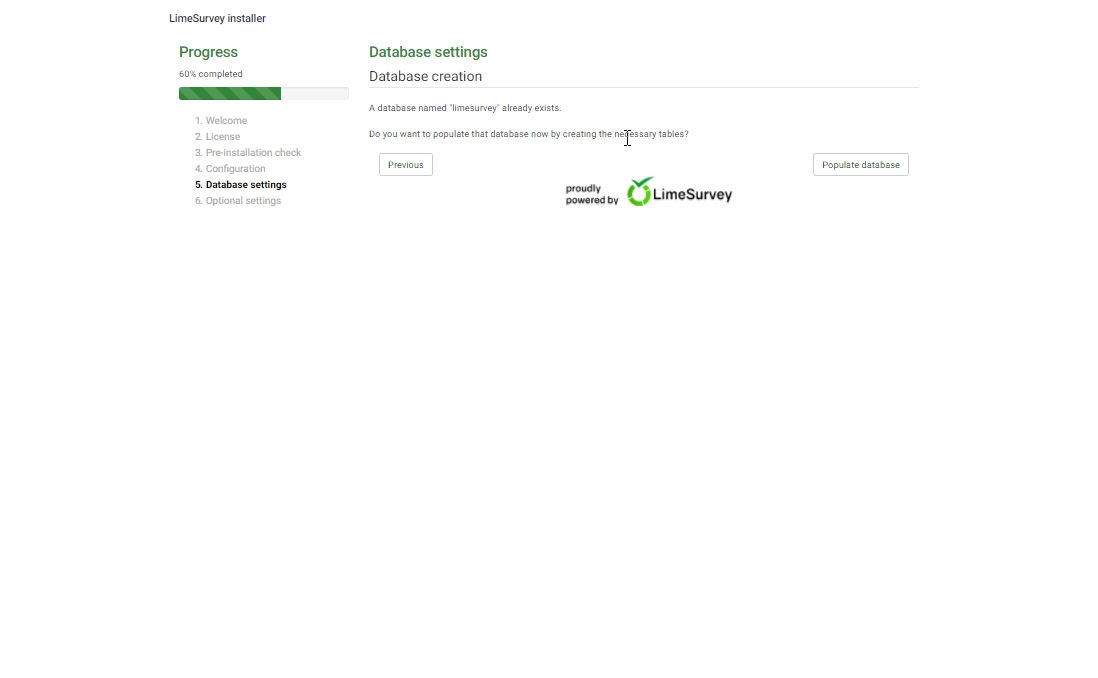 LimeSurvey installer
Progress
60% completed
1. Welcome
2. License
3. Pre-installation check
4. Configuration
5. Database settings
6. Optional settings
Database settings
Database creation
A database named "limesurvey" already exists.
Do you want to populate that database now by creating the necessary tables?
Previous
Populate database
proudly
powered by
LimeSurvey